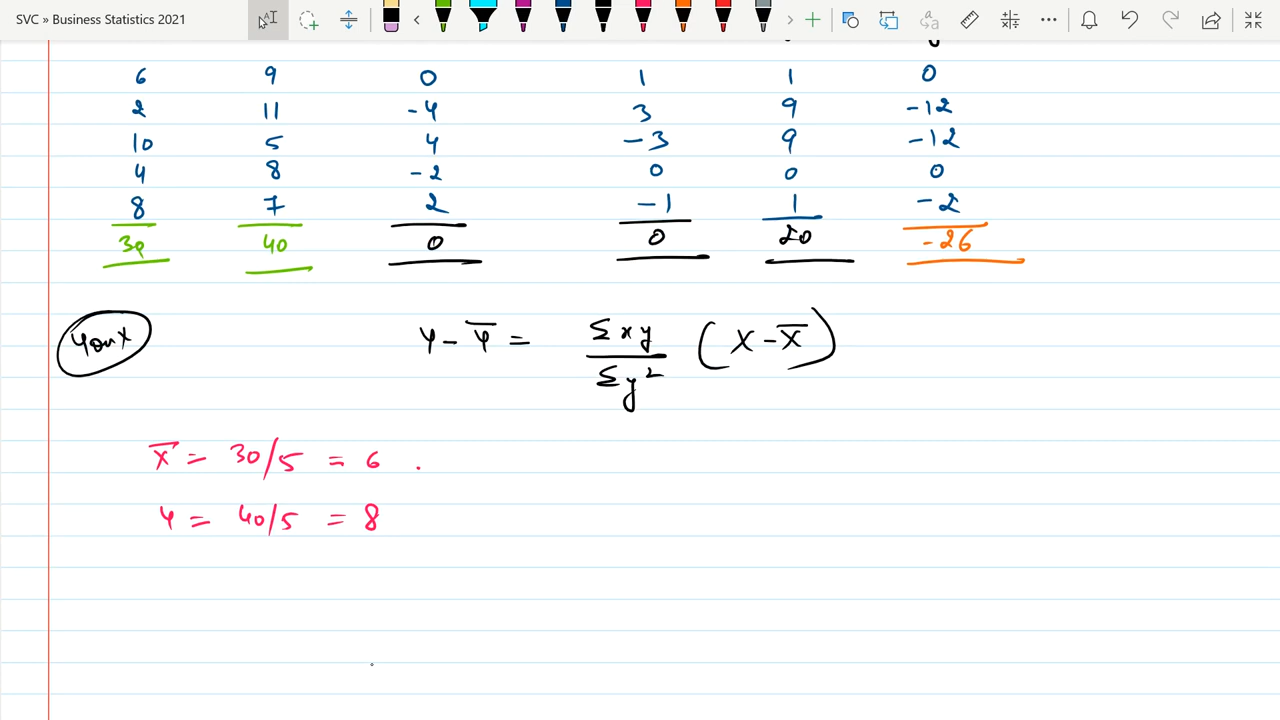 SVC » Business Statistics 2021
6 9 0 1 1 0
2 11 -4 3 9 -12
10 5 4 -3 9 -12
4 8 -2 0 0 0
8 7 2 -1 1 -2
30 40 0 0 20 -26
Y on X Y - Y̅ = Σxy / Σy² (X - X̅)
X̅ = 30/5 = 6 .
Y = 40/5 = 8